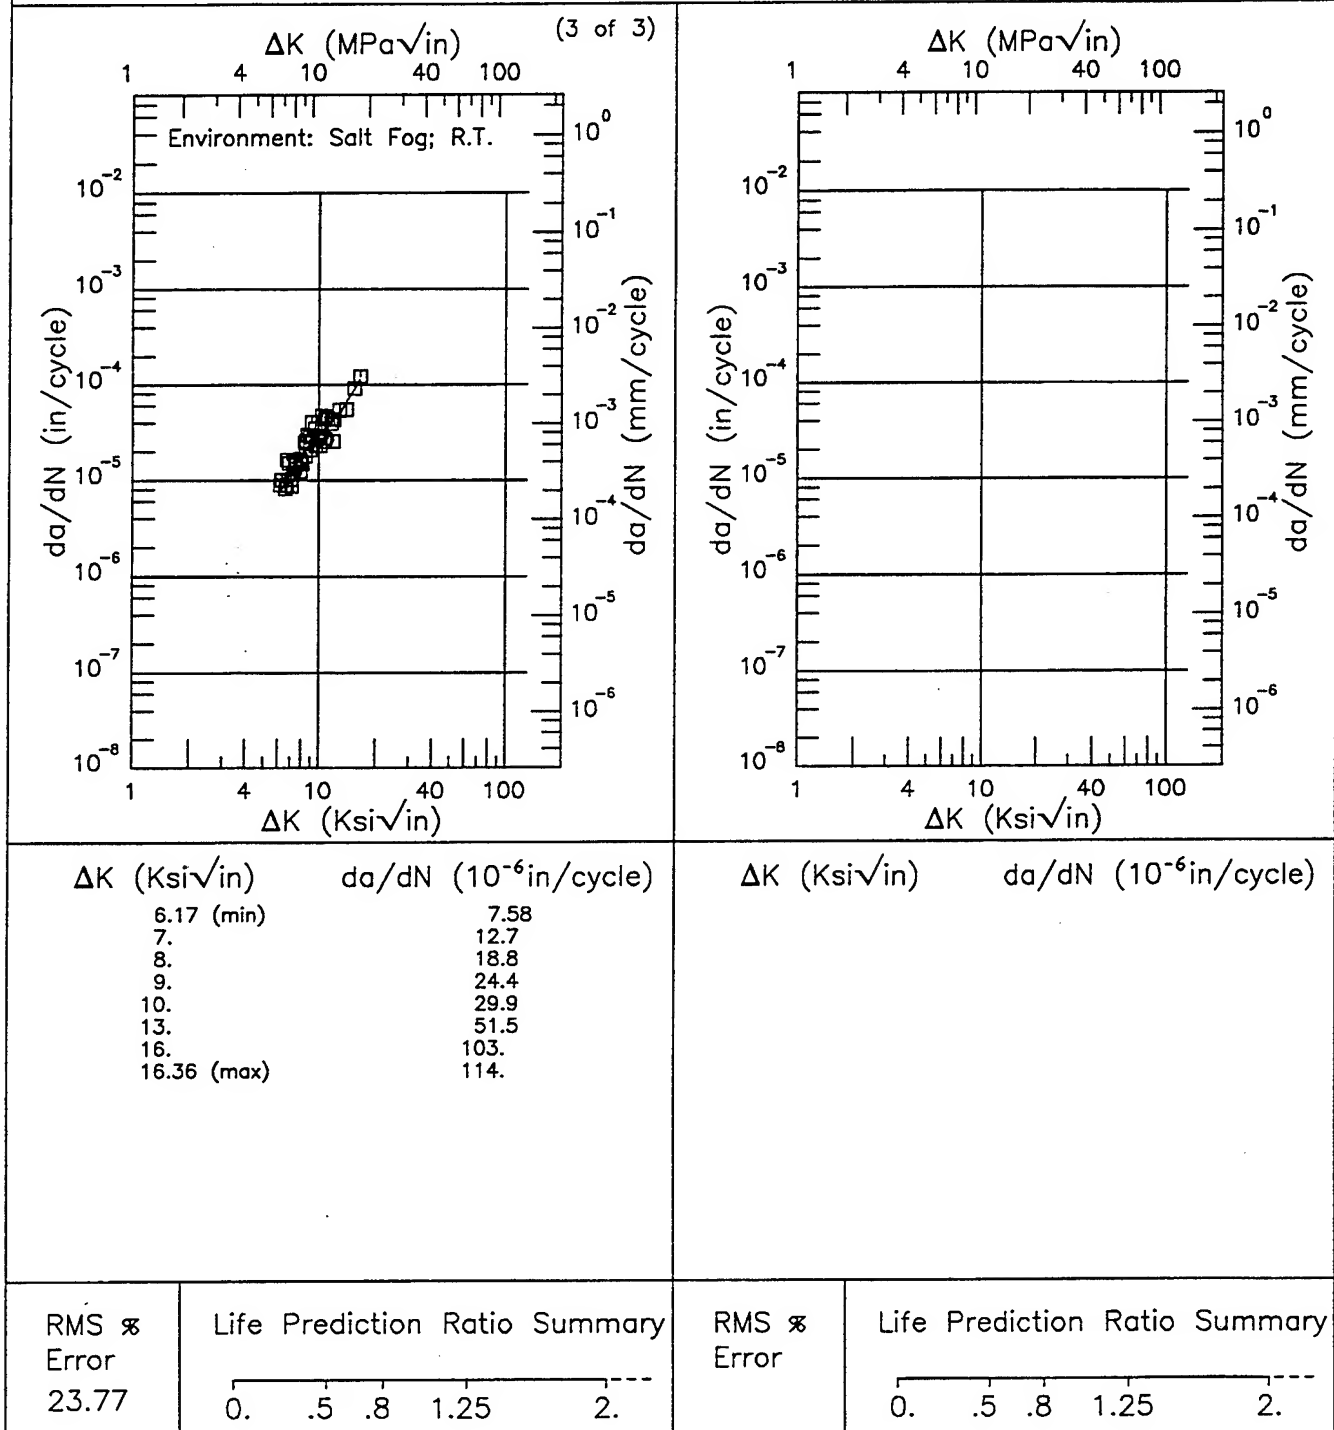 (3 of 3)
ΔK (MPa√in)
1 4 10 40 100
Environment: Salt Fog; R.T.
da/dN (in/cycle)
10⁻²
10⁻³
10⁻⁴
10⁻⁵
10⁻⁶
10⁻⁷
10⁻⁸
da/dN (mm/cycle)
10⁰
10⁻¹
10⁻²
10⁻³
10⁻⁴
10⁻⁵
10⁻⁶
1 4 10 40 100
ΔK (Ksi√in)
ΔK (MPa√in)
1 4 10 40 100
da/dN (in/cycle)
10⁻²
10⁻³
10⁻⁴
10⁻⁵
10⁻⁶
10⁻⁷
10⁻⁸
da/dN (mm/cycle)
10⁰
10⁻¹
10⁻²
10⁻³
10⁻⁴
10⁻⁵
10⁻⁶
1 4 10 40 100
ΔK (Ksi√in)
ΔK (Ksi√in) da/dN (10⁻⁶in/cycle)
6.17 (min) 7.58
7. 12.7
8. 18.8
9. 24.4
10. 29.9
13. 51.5
16. 103.
16.36 (max) 114.
ΔK (Ksi√in) da/dN (10⁻⁶in/cycle)
RMS %
Error
23.77
Life Prediction Ratio Summary
0. .5 .8 1.25 2.
RMS %
Error
Life Prediction Ratio Summary
0. .5 .8 1.25 2.